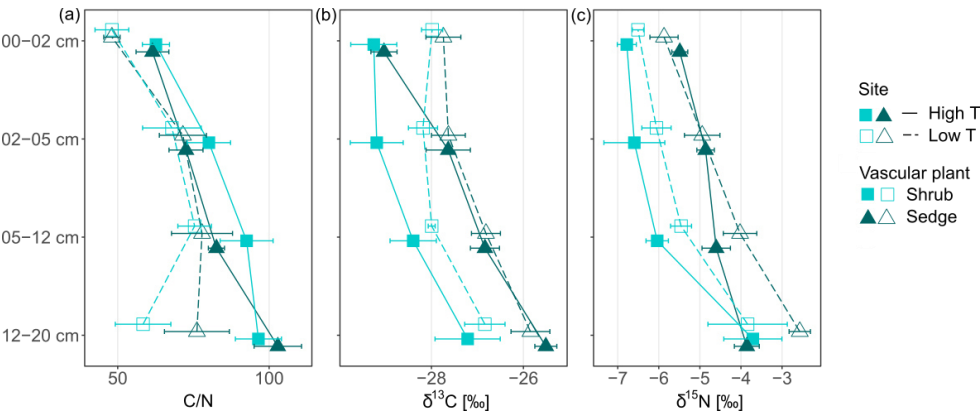 (a) (b) (c)
00−02 cm
02−05 cm
05−12 cm
12−20 cm
50 100
−28 −26
−7 −6 −5 −4 −3
C/N
δ¹³C [‰]
δ¹⁵N [‰]
Site
High T
Low T
Vascular plant
Shrub
Sedge